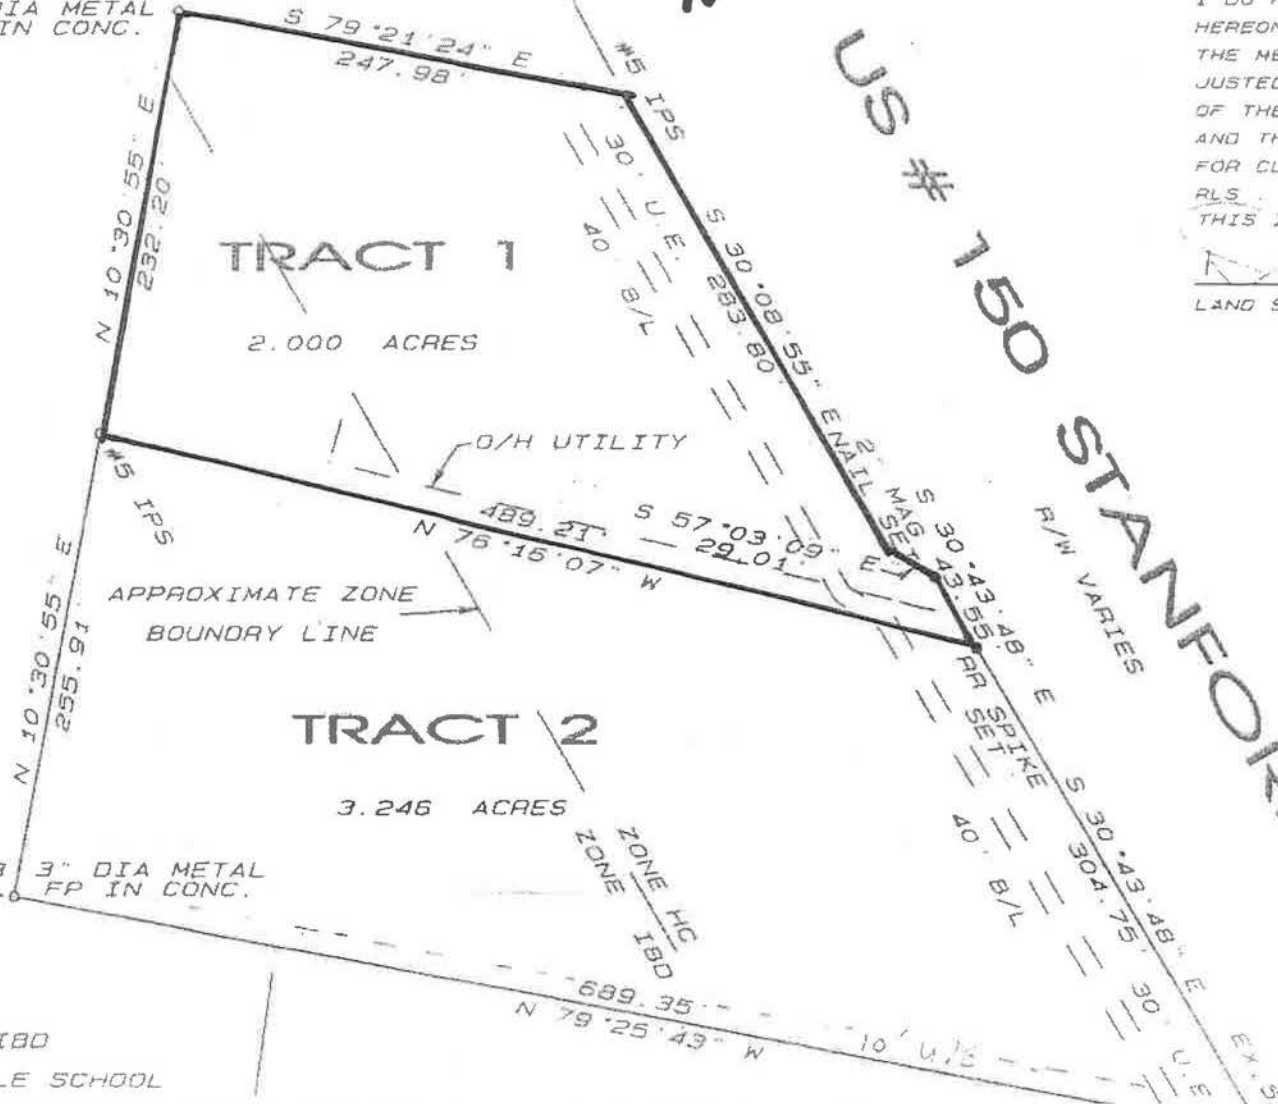 DIA METAL
IN CONC.
S 79°21'24" E
247.98'
#5 IPS
N 10°30'55" E
232.20'
TRACT 1
2.000 ACRES
30' U.E.
40' B/L
S 30°08'55" E
283.80'
US # 150 STANFOR
R/W VARIES
I DO
HEREON
THE ME
JUSTED
OF THE
AND TH
FOR CL
RLS.
THIS
LAND S
O/H UTILITY
2" MAG
NAIL SET
S 57°03'09" E
29.01'
S 30°43'48" E
43.55'
489.21'
N 76°16'07" W
#5 IPS
APPROXIMATE ZONE
BOUNDRY LINE
RR SPIKE
SET
N 10°30'55" E
255.91'
TRACT 2
3.246 ACRES
ZONE HC
ZONE IBD
3" DIA METAL
FP IN CONC.
S 30°43'48" E
304.75'
40' B/L
30' U.E
689.35'
N 79°25'43" W
10' U/E
EX.S
IBD
LE SCHOOL